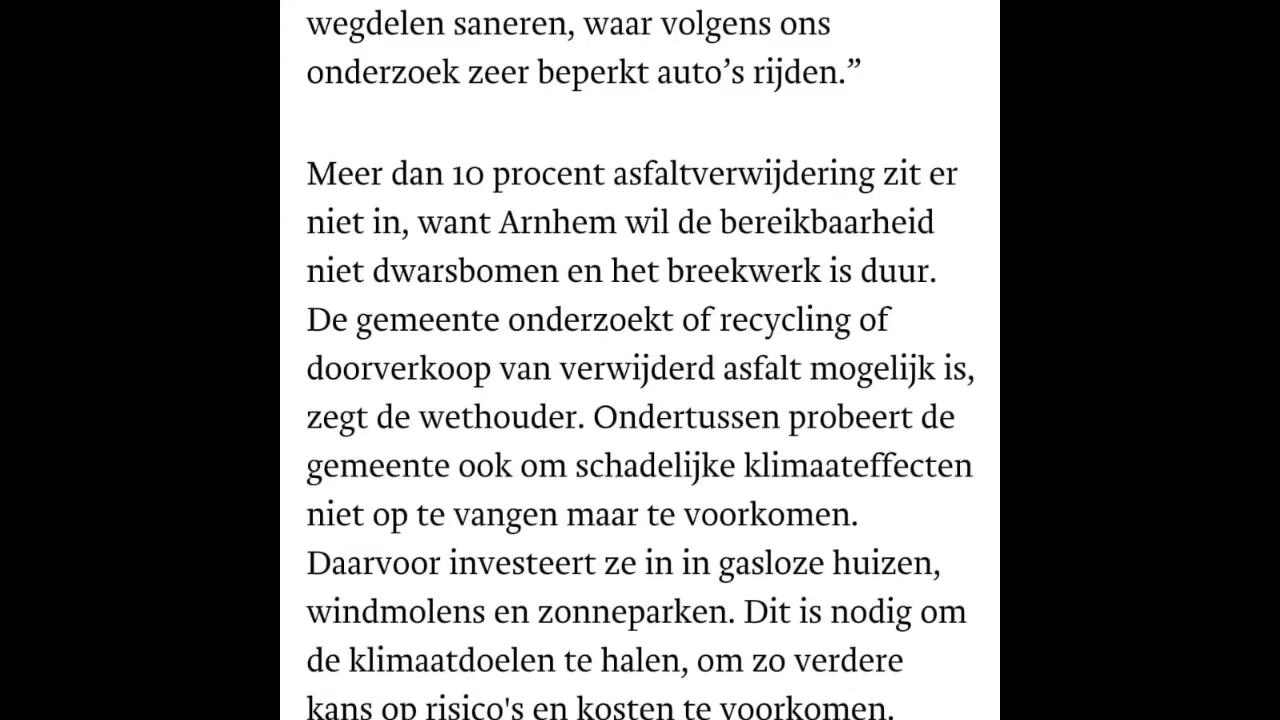 wegdelen saneren, waar volgens ons
onderzoek zeer beperkt auto’s rijden.”
Meer dan 10 procent asfaltverwijdering zit er
niet in, want Arnhem wil de bereikbaarheid
niet dwarsbomen en het breekwerk is duur.
De gemeente onderzoekt of recycling of
doorverkoop van verwijderd asfalt mogelijk is,
zegt de wethouder. Ondertussen probeert de
gemeente ook om schadelijke klimaateffecten
niet op te vangen maar te voorkomen.
Daarvoor investeert ze in in gasloze huizen,
windmolens en zonneparken. Dit is nodig om
de klimaatdoelen te halen, om zo verdere
kans op risico's en kosten te voorkomen.